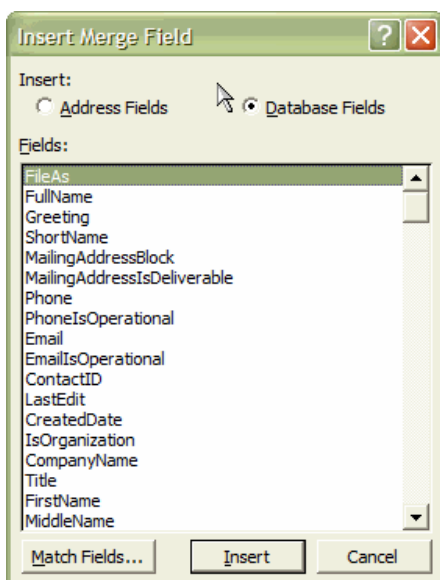 Insert Merge Field
Insert:
Address Fields Database Fields
Fields:
FileAs
FullName
Greeting
ShortName
MailingAddressBlock
MailingAddressIsDeliverable
Phone
PhoneIsOperational
Email
EmailIsOperational
ContactID
LastEdit
CreatedDate
IsOrganization
CompanyName
Title
FirstName
MiddleName
Match Fields... Insert Cancel